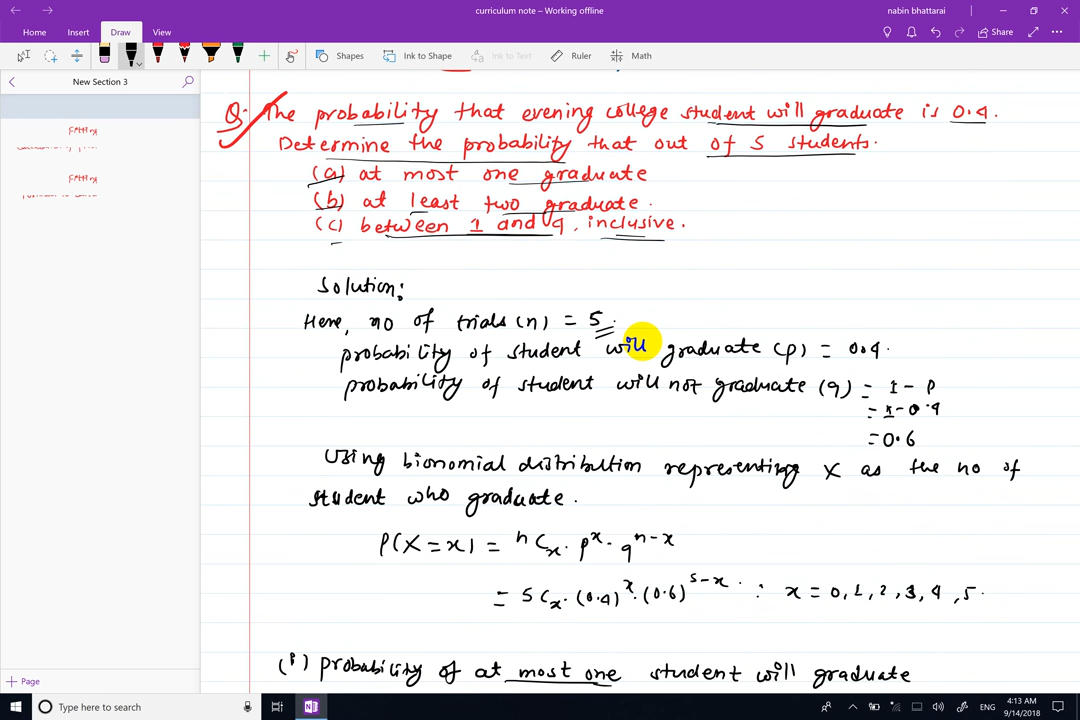 curriculum note – Working offline
nabin bhattarai
Home Insert Draw View
Share
Shapes Ink to Shape Ink to Text Ruler Math
New Section 3
Q. The probability that evening college student will graduate is 0.4.
Determine the probability that out of 5 students.
(a) at most one graduate
(b) at least two graduate.
(c) between 1 and 4, inclusive.
Solution:
Here, no of trials (n) = 5.
probability of student will graduate (p) = 0.4.
probability of student will not graduate (q) = 1 - p
= 1 - 0.4
= 0.6
Using bionomial distribution representing X as the no of
student who graduate.
P(X = x) = ⁿCₓ. pˣ. qⁿ⁻ˣ
= 5Cₓ. (0.4)ˣ. (0.6)⁵⁻ˣ. : x = 0, 1, 2, 3, 4, 5.
(i) probability of at most one student will graduate
Page
Type here to search
ENG
4:13 AM
9/14/2018